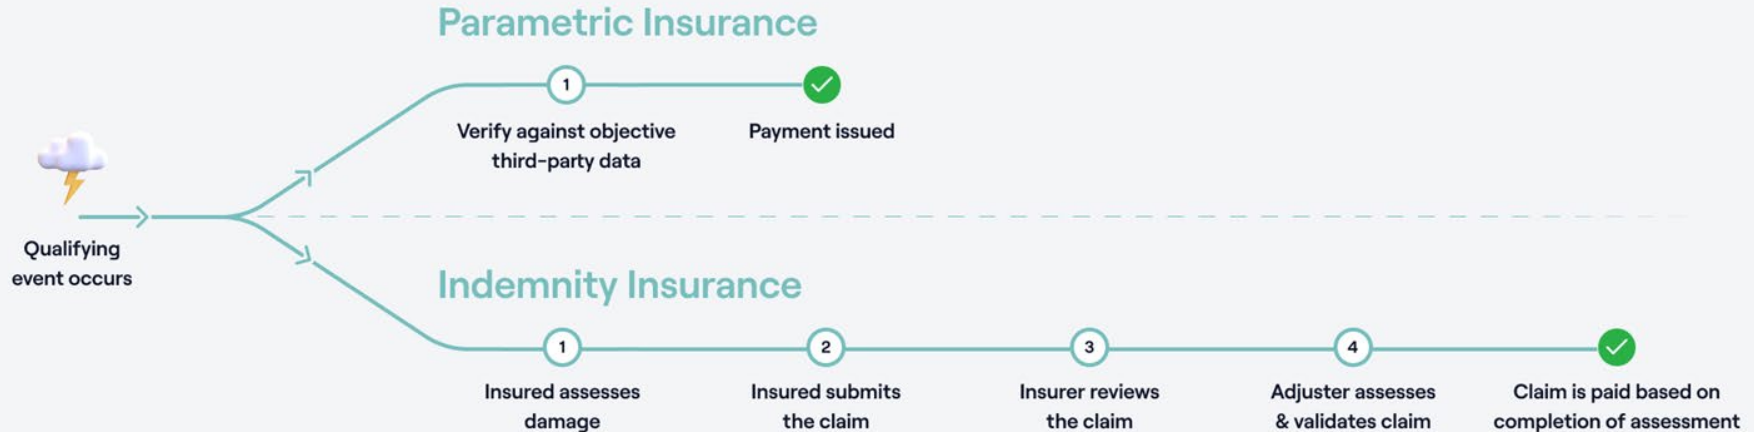 Parametric Insurance
1
Verify against objective
third-party data
Payment issued
Qualifying
event occurs
Indemnity Insurance
1
Insured assesses
damage
2
Insured submits
the claim
3
Insurer reviews
the claim
4
Adjuster assesses
& validates claim
Claim is paid based on
completion of assessment